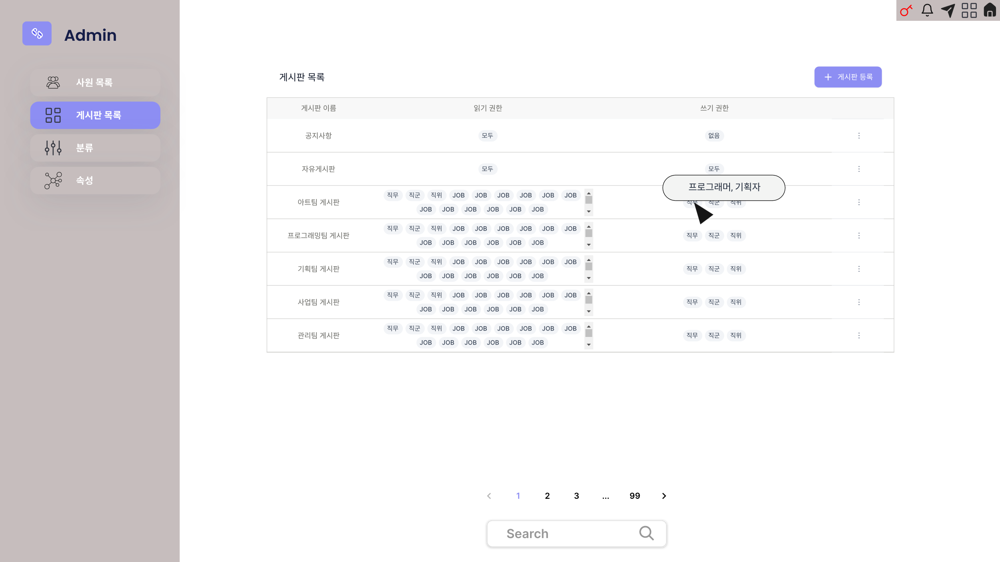 Admin
사원 목록
게시판 목록
분류
속성
게시판 목록
게시판 등록
게시판 이름 읽기 권한 쓰기 권한
공지사항 모두 없음
자유게시판 모두 모두
프로그래머, 기획자
직무 직군 직위 JOB JOB JOB JOB JOB JOB
아트팀 게시판 직무 직군 직위
JOB JOB JOB JOB JOB JOB
직무 직군 직위 JOB JOB JOB JOB JOB JOB
프로그래밍팀 게시판 직무 직군 직위
JOB JOB JOB JOB JOB JOB
직무 직군 직위 JOB JOB JOB JOB JOB JOB
기획팀 게시판 직무 직군 직위
JOB JOB JOB JOB JOB JOB
직무 직군 직위 JOB JOB JOB JOB JOB JOB
사업팀 게시판 직무 직군 직위
JOB JOB JOB JOB JOB JOB
직무 직군 직위 JOB JOB JOB JOB JOB JOB
관리팀 게시판 직무 직군 직위
JOB JOB JOB JOB JOB JOB
1 2 3 ... 99
Search